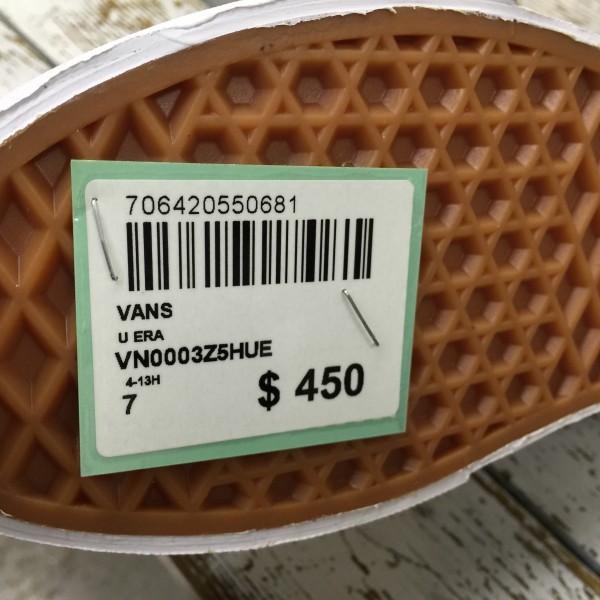 706420550681
VANS
U ERA
VN0003Z5HUE
4-13H
7
$ 450